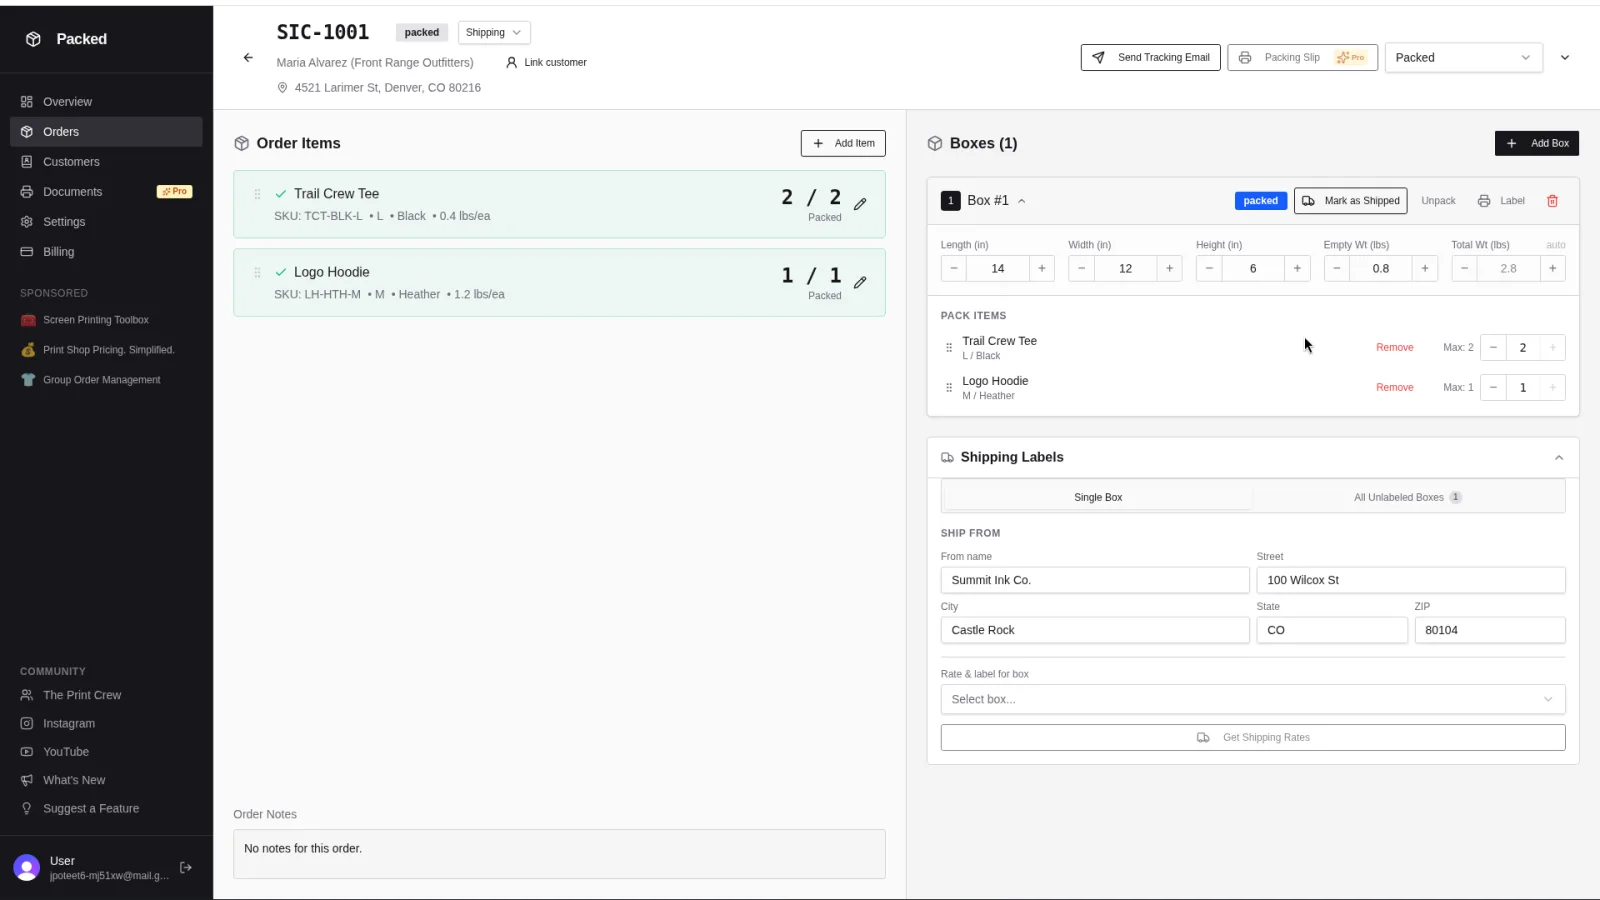 Packed
Overview
Orders
Customers
Documents Pro
Settings
Billing
SPONSORED
Screen Printing Toolbox
Print Shop Pricing. Simplified.
Group Order Management
COMMUNITY
The Print Crew
Instagram
YouTube
What's New
Suggest a Feature
User
jpoteet6-mj51xw@mail.g...
SIC-1001 packed Shipping
Maria Alvarez (Front Range Outfitters) Link customer
4521 Larimer St, Denver, CO 80216
Send Tracking Email Packing Slip Pro Packed
Order Items Add Item
Trail Crew Tee 2 / 2
SKU: TCT-BLK-L • L • Black • 0.4 lbs/ea Packed
Logo Hoodie 1 / 1
SKU: LH-HTH-M • M • Heather • 1.2 lbs/ea Packed
Order Notes
No notes for this order.
Boxes (1) Add Box
1 Box #1 packed Mark as Shipped Unpack Label
Length (in) Width (in) Height (in) Empty Wt (lbs) Total Wt (lbs) auto
− 14 + − 12 + − 6 + − 0.8 + − 2.8 +
PACK ITEMS
Trail Crew Tee
L / Black
Remove Max: 2 − 2 +
Logo Hoodie
M / Heather
Remove Max: 1 − 1 +
Shipping Labels
Single Box All Unlabeled Boxes 1
SHIP FROM
From name Street
Summit Ink Co. 100 Wilcox St
City State ZIP
Castle Rock CO 80104
Rate & label for box
Select box...
Get Shipping Rates